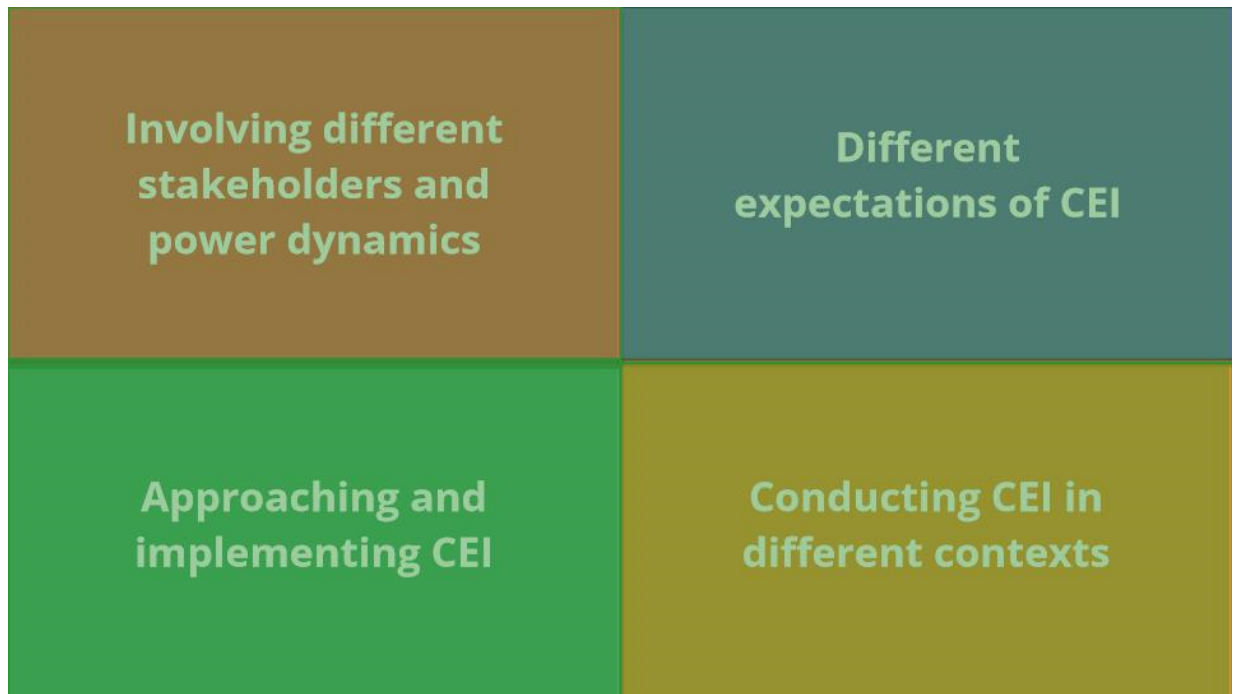 Involving different
stakeholders and
power dynamics
Different
expectations of CEI
Approaching and
implementing CEI
Conducting CEI in
different contexts